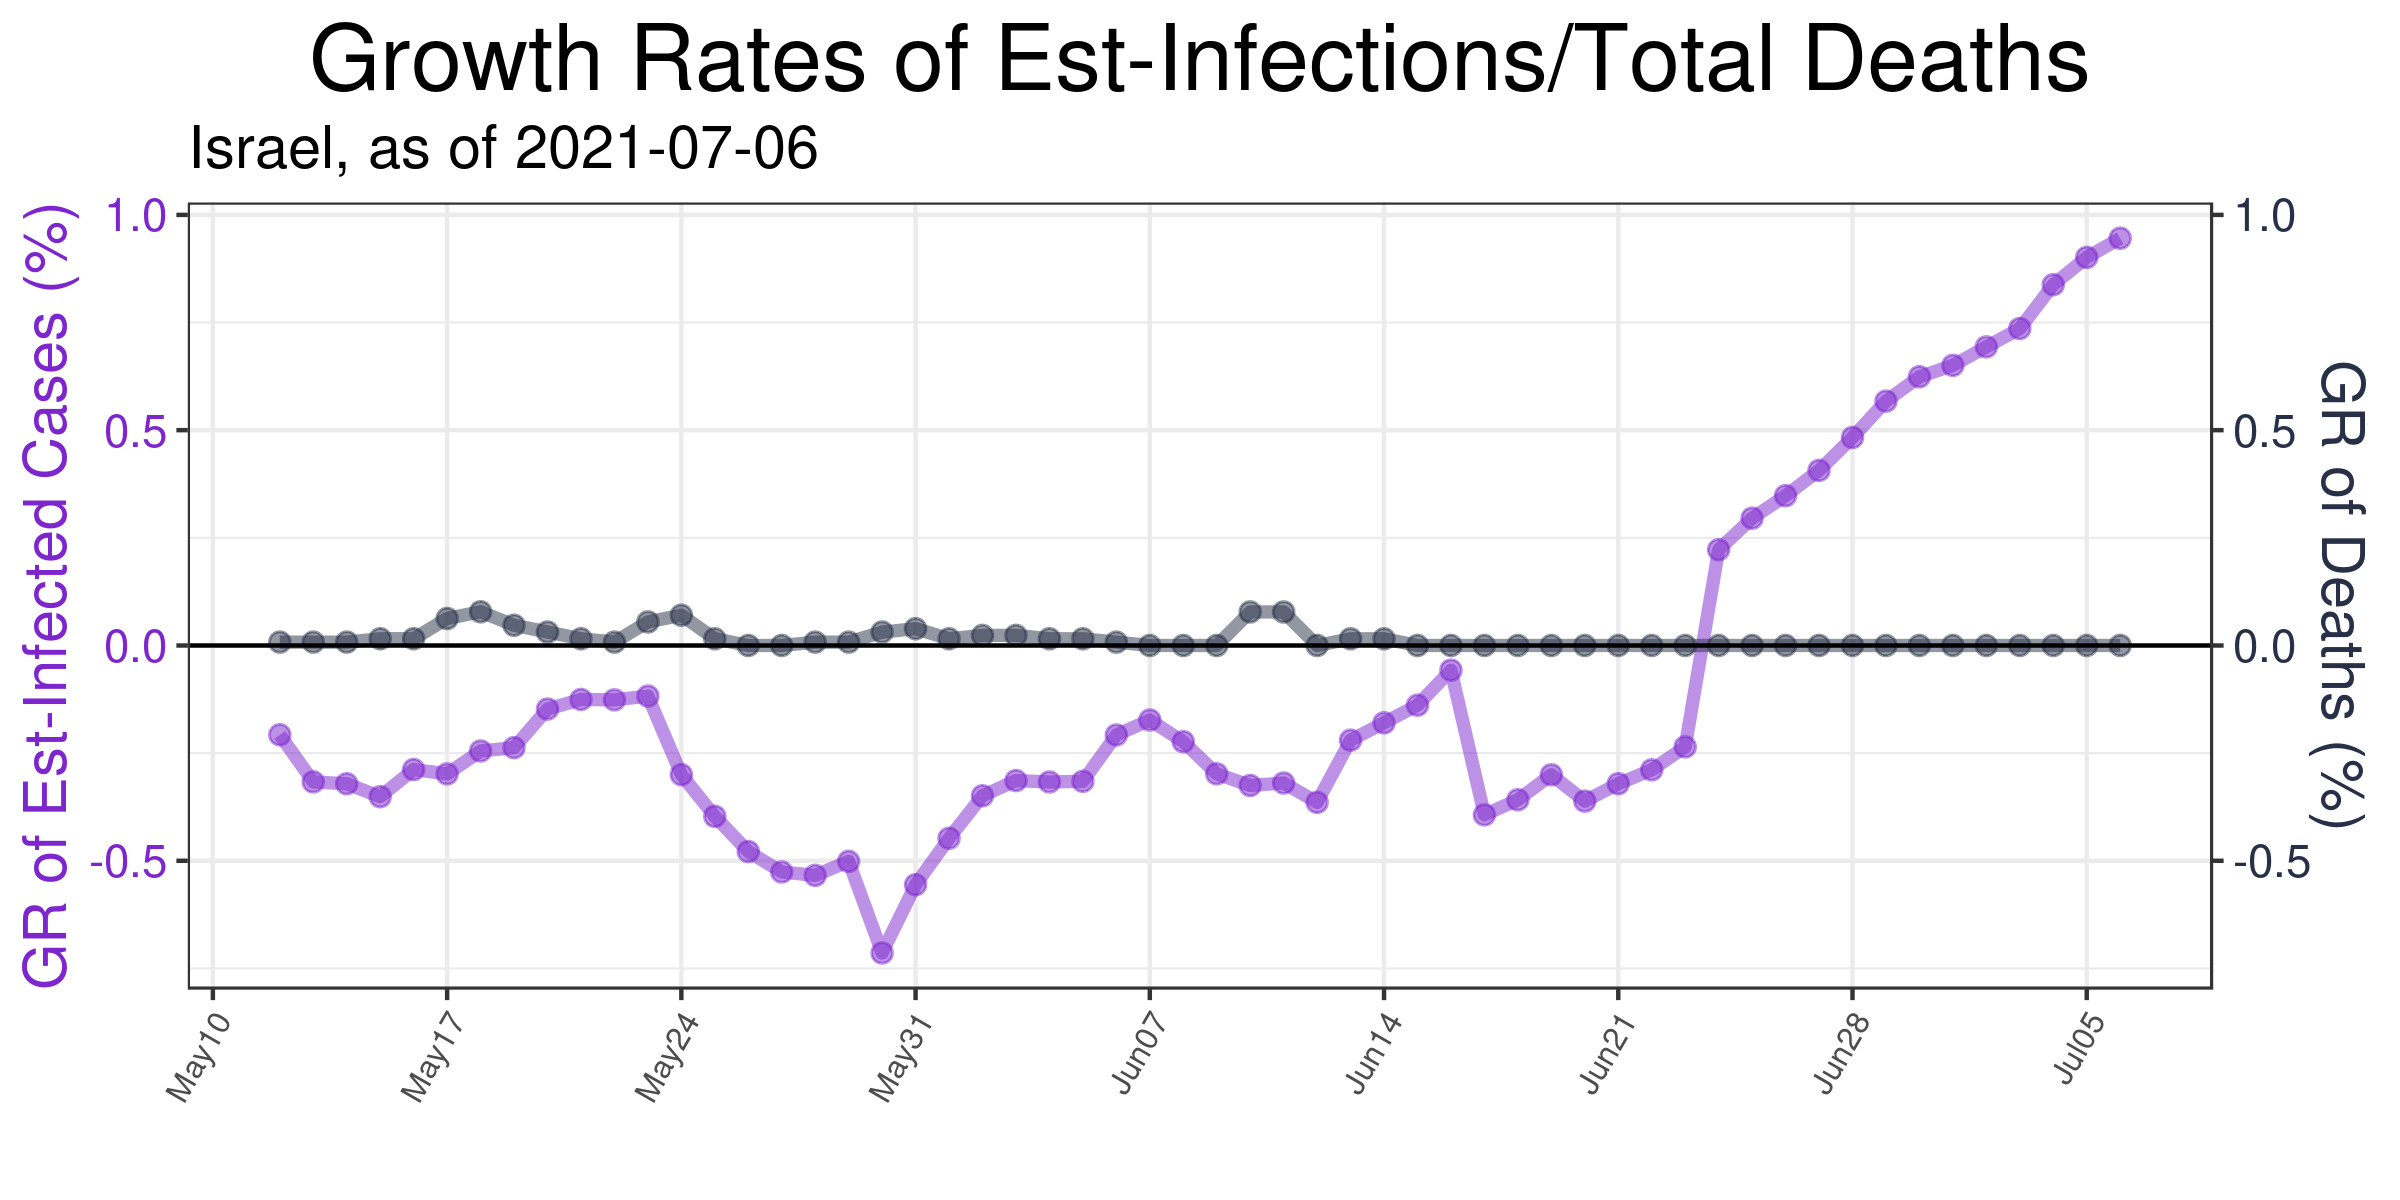 Growth Rates of Est-Infections/Total Deaths
Israel, as of 2021-07-06
GR of Est-Infected Cases (%)
1.0
0.5
0.0
-0.5
1.0
0.5
0.0
-0.5
GR of Deaths (%)
May10
May17
May24
May31
Jun07
Jun14
Jun21
Jun28
Jul05